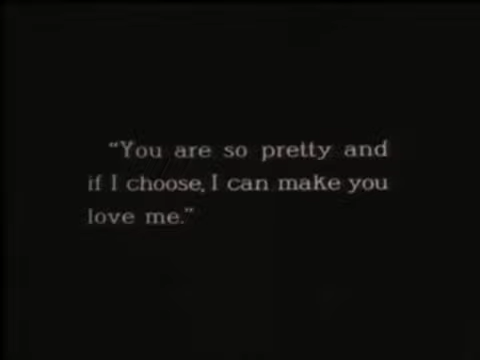 “You are so pretty and
if I choose, I can make you
love me.”